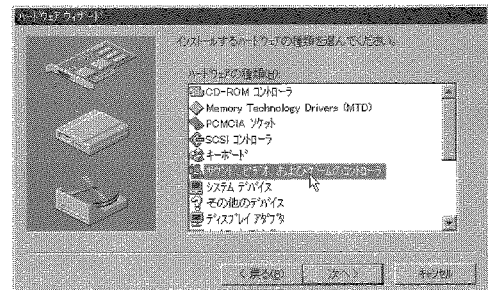 ハードウェア ウィザード
インストールするハードウェアの種類を選んでください。
ハードウェアの種類(H):
CD-ROM コントローラ
Memory Technology Drivers (MTD)
PCMCIA ソケット
SCSI コントローラ
キーボード
サウンド、ビデオ、およびゲームのコントローラ
システム デバイス
その他のデバイス
ディスプレイ アダプタ
< 戻る(B)
次へ >
キャンセル